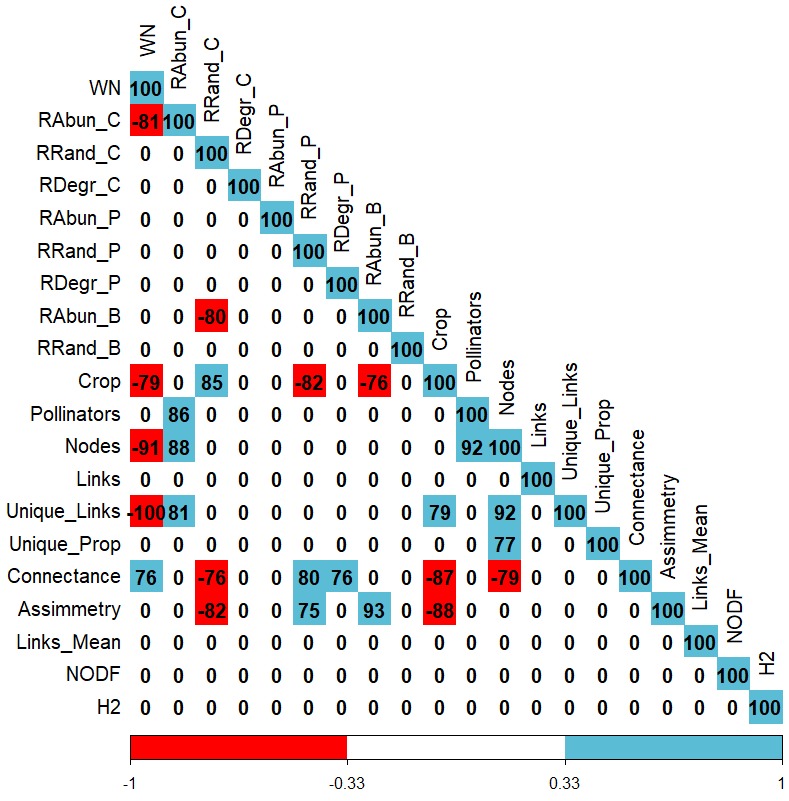 WN
RAbun_C
RRand_C
RDegr_C
RAbun_P
RRand_P
RDegr_P
RAbun_B
RRand_B
Crop
Pollinators
Nodes
Links
Unique_Links
Unique_Prop
Connectance
Assimmetry
Links_Mean
NODF
H2
WN 100
RAbun_C -81 100
RRand_C 0 0 100
RDegr_C 0 0 0 100
RAbun_P 0 0 0 0 100
RRand_P 0 0 0 0 0 100
RDegr_P 0 0 0 0 0 0 100
RAbun_B 0 0 -80 0 0 0 0 100
RRand_B 0 0 0 0 0 0 0 0 100
Crop -79 0 85 0 0 -82 0 -76 0 100
Pollinators 0 86 0 0 0 0 0 0 0 0 100
Nodes -91 88 0 0 0 0 0 0 0 0 92 100
Links 0 0 0 0 0 0 0 0 0 0 0 0 100
Unique_Links -100 81 0 0 0 0 0 0 0 79 0 92 0 100
Unique_Prop 0 0 0 0 0 0 0 0 0 0 0 77 0 0 100
Connectance 76 0 -76 0 0 80 76 0 0 -87 0 -79 0 0 0 100
Assimmetry 0 0 -82 0 0 75 0 93 0 -88 0 0 0 0 0 0 100
Links_Mean 0 0 0 0 0 0 0 0 0 0 0 0 0 0 0 0 0 100
NODF 0 0 0 0 0 0 0 0 0 0 0 0 0 0 0 0 0 0 100
H2 0 0 0 0 0 0 0 0 0 0 0 0 0 0 0 0 0 0 0 100
-1 -0.33 0.33 1